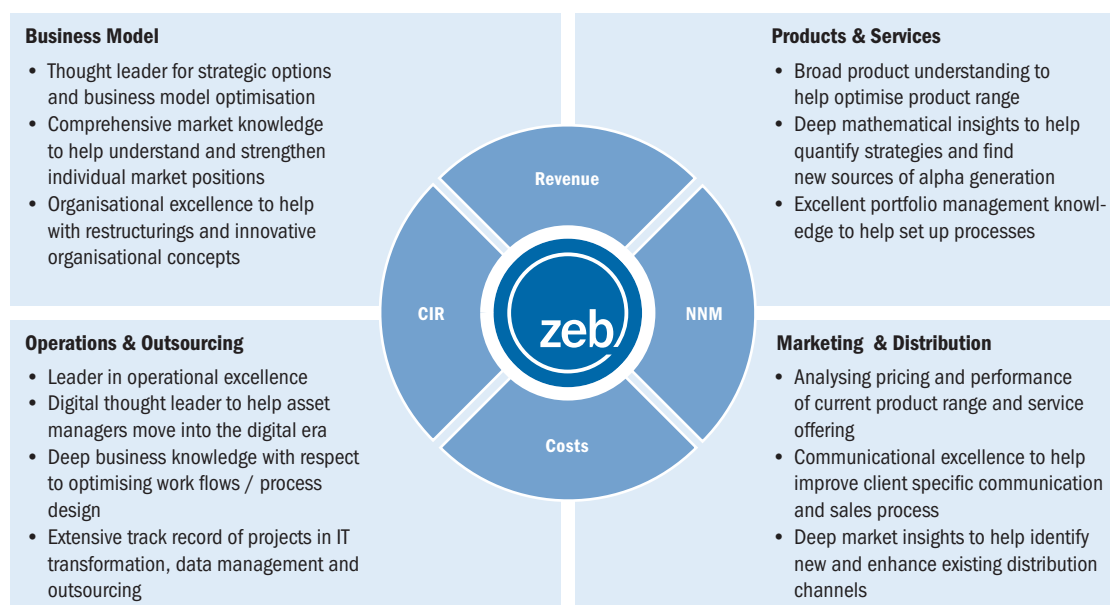 Business Model
• Thought leader for strategic options
and business model optimisation
• Comprehensive market knowledge
to help understand and strengthen
individual market positions
• Organisational excellence to help
with restructurings and innovative
organisational concepts
Products & Services
• Broad product understanding to
help optimise product range
• Deep mathematical insights to help
quantify strategies and find
new sources of alpha generation
• Excellent portfolio management knowl-
edge to help set up processes
Revenue
CIR
zeb
NNM
Costs
Operations & Outsourcing
• Leader in operational excellence
• Digital thought leader to help asset
managers move into the digital era
• Deep business knowledge with respect
to optimising work flows / process
design
• Extensive track record of projects in IT
transformation, data management and
outsourcing
Marketing & Distribution
• Analysing pricing and performance
of current product range and service
offering
• Communicational excellence to help
improve client specific communication
and sales process
• Deep market insights to help identify
new and enhance existing distribution
channels